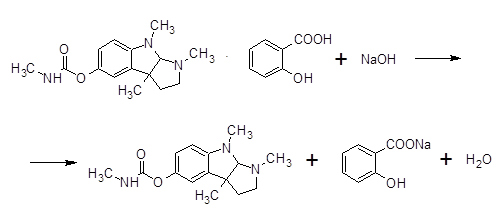 CH₃
O N CH₃ COOH
H₃C N · + NaOH
NH O H₃C OH
CH₃
O N CH₃ COONa
H₃C N + + H₂O
NH O H₃C OH